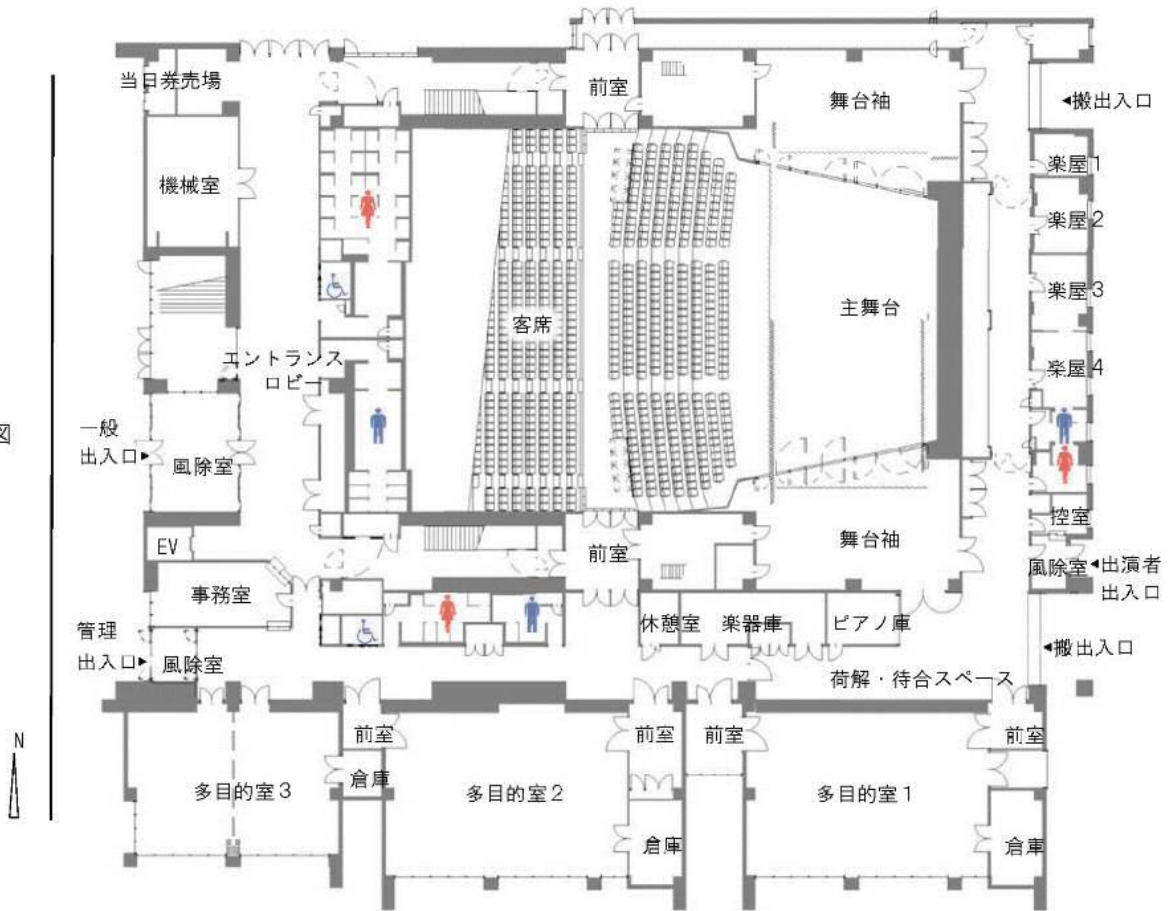 当日券売場
前室
舞台袖
◀搬出入口
機械室
楽屋1
楽屋2
楽屋3
客席
主舞台
エントランス
ロビー
楽屋4
図
一般
出入口▶
風除室
控室
EV
前室
舞台袖
風除室
◀出演者
出入口
事務室
管理
出入口▶
風除室
休憩室
楽器庫
ピアノ庫
◀搬出入口
荷解・待合スペース
N
前室
前室
前室
前室
倉庫
多目的室3
多目的室2
多目的室1
倉庫
倉庫